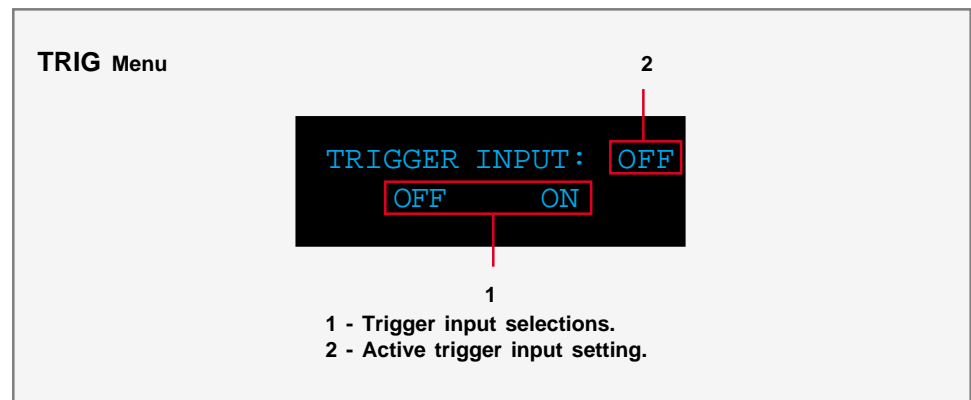 TRIG Menu
2
TRIGGER INPUT: OFF
OFF ON
1
1 - Trigger input selections.
2 - Active trigger input setting.